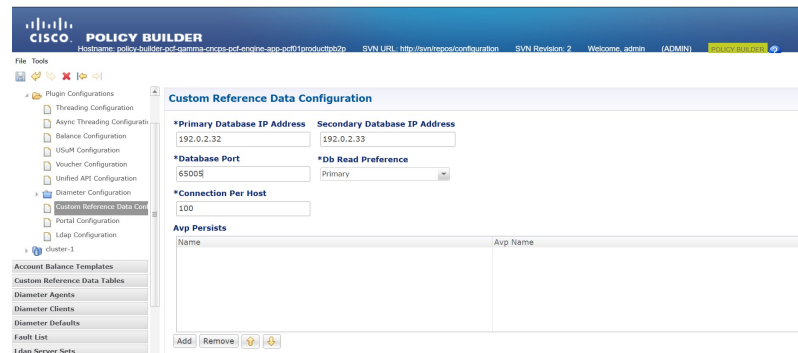 CISCO. POLICY BUILDER
Hostname: policy-builder-pcf-gamma-cncps-pcf-engine-app-pcf01producttpb2p SVN URL: http://svn/repos/configuration SVN Revision: 2 Welcome, admin (ADMIN) POLICY BUILDER
File Tools
Plugin Configurations
Threading Configuration
Async Threading Configuratio
Balance Configuration
USuM Configuration
Voucher Configuration
Unified API Configuration
Diameter Configuration
Custom Reference Data Conf
Portal Configuration
Ldap Configuration
cluster-1
Account Balance Templates
Custom Reference Data Tables
Diameter Agents
Diameter Clients
Diameter Defaults
Fault List
Ldap Server Sets
Custom Reference Data Configuration
*Primary Database IP Address Secondary Database IP Address
192.0.2.32 192.0.2.33
*Database Port *Db Read Preference
65005 Primary
*Connection Per Host
100
Avp Persists
Name Avp Name
Add Remove